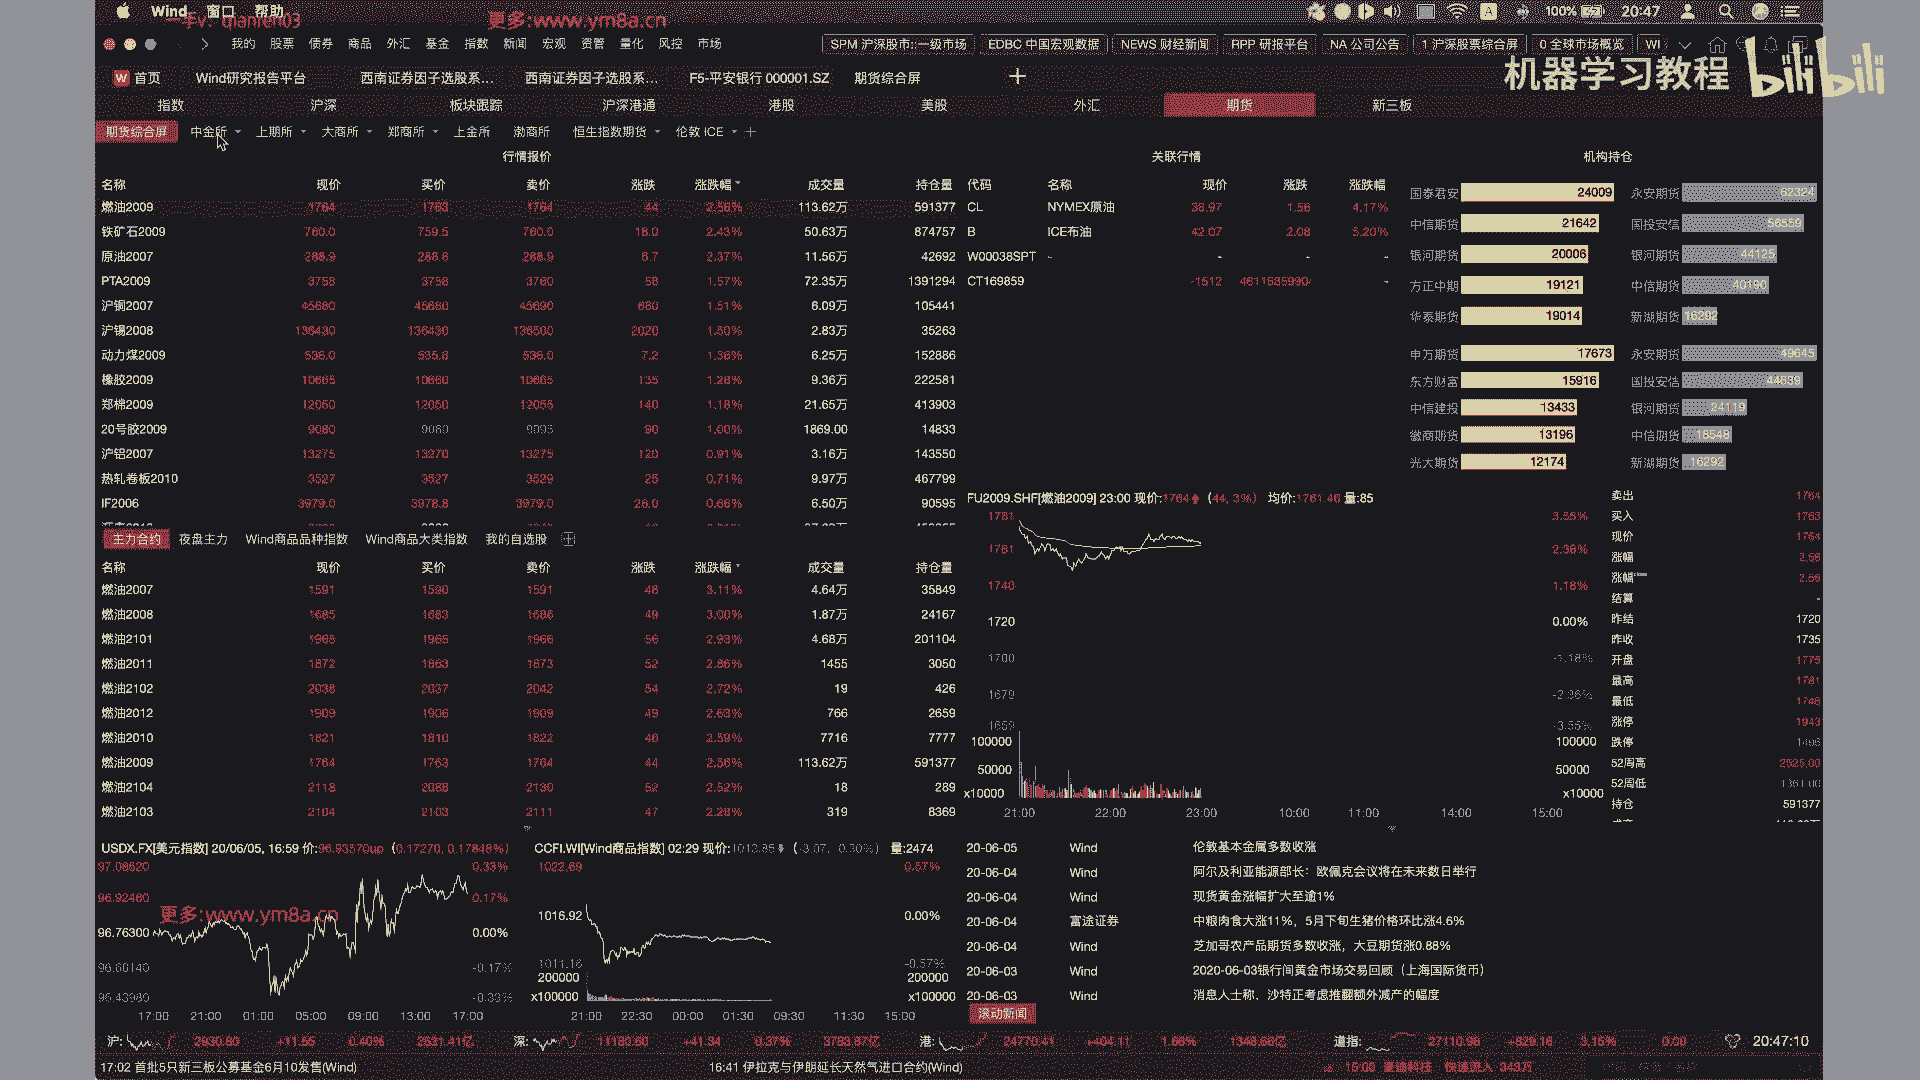 Wind 窗口 帮助 100% 20:47
更多:www.ym8a.cn
我的 股票 债券 商品 外汇 基金 指数 新闻 宏观 资管 量化 风控 市场 SPM 沪深股市::一级市场 EDBC 中国宏观数据 NEWS 财经新闻 RPP 研报平台 NA 公司公告 1 沪深股票综合屏 0 全球市场概览 WI
机器学习教程 bilibili
W 首页 Wind研究报告平台 西南证券因子选股系... 西南证券因子选股系... F5-平安银行 000001.SZ 期货综合屏 +
指数 沪深 板块跟踪 沪深港通 港股 美股 外汇 期货 新三板
期货综合屏 中金所 上期所 大商所 郑商所 上金所 渤商所 恒生指数期货 伦敦 ICE +
行情报价 关联行情 机构持仓
名称 现价 买价 卖价 涨跌 涨跌幅 成交量 持仓量 代码 名称 现价 涨跌 涨跌幅
燃油2009 1764 1763 1764 44 2.56% 113.62万 591377 CL NYMEX原油 38.97 1.56 4.17%
铁矿石2009 760.0 759.5 760.0 18.0 2.43% 50.63万 874757 B ICE布油 42.07 2.08 5.20%
原油2007 288.9 288.8 288.9 6.7 2.37% 11.56万 42692 W00038SPT - - - -
PTA2009 3758 3758 3760 58 1.57% 72.35万 1391294 CT169859 -1512 -
沪铜2007 45680 45680 45690 680 1.51% 6.09万 105441
沪锡2008 136430 136430 136500 2020 1.50% 2.83万 35263
动力煤2009 536.0 535.8 536.0 7.2 1.36% 6.25万 152886
橡胶2009 10665 10660 10665 135 1.28% 9.36万 222581
郑棉2009 12050 12050 12055 140 1.18% 21.65万 413903
20号胶2009 9080 9080 9095 90 1.00% 1869.00 14833
沪铝2007 13275 13270 13275 120 0.91% 3.16万 143550
热轧卷板2010 3527 3527 3529 25 0.71% 9.97万 467799
IF2006 3979.0 3978.8 3979.0 26.0 0.66% 6.50万 90595
国泰君安 24009 永安期货 62324
中信期货 21642 国投安信 56559
银河期货 20006 银河期货 44125
方正中期 19121 中信期货 40190
华泰期货 19014 新湖期货 16292
申万期货 17673 永安期货 49645
东方财富 15916 国投安信 44639
中信建投 13433 银河期货 24119
徽商期货 13196 中信期货 18548
光大期货 12174 新湖期货 16292
主力合约 夜盘主力 Wind商品品种指数 Wind商品大类指数 我的自选股
名称 现价 买价 卖价 涨跌 涨跌幅 成交量 持仓量
燃油2007 1591 1590 1591 48 3.11% 4.64万 35849
燃油2008 1685 1683 1686 49 3.00% 1.87万 24167
燃油2101 1965 1965 1966 56 2.93% 4.68万 201104
燃油2011 1872 1863 1873 52 2.86% 1455 3050
燃油2102 2038 2037 2042 54 2.72% 19 426
燃油2012 1909 1906 1909 49 2.63% 766 2659
燃油2010 1821 1810 1822 46 2.59% 7716 7777
燃油2009 1764 1763 1764 44 2.56% 113.62万 591377
燃油2104 2118 2088 2130 52 2.52% 18 289
燃油2103 2104 2103 2111 47 2.28% 319 8369
FU2009.SHF[燃油2009] 23:00 现价:1764 (44, 3%) 均价:1761.46 量:85
1781 3.55%
1761 2.36%
1740 1.18%
1720 0.00%
1700 -1.18%
1679 -2.36%
1659 -3.55%
100000 100000
50000 50000
x10000 x10000
21:00 22:00 23:00 10:00 11:00 14:00 15:00
卖出 1764
买入 1763
现价 1764
涨幅 2.56
涨幅 2.56
结算 -
昨结 1720
昨收 1735
开盘 1775
最高 1781
最低 1748
涨停 1943
跌停 1496
52周高 2525.00
52周低 1351.00
持仓 591377
USDX.FX[美元指数] 20/06/05, 16:59 价:96.93570up (0.17270, 0.17848%)
97.08520 0.33%
96.92460 0.17%
96.76300 0.00%
96.60140 -0.17%
96.43980 -0.33%
17:00 21:00 01:00 05:00 09:00 13:00 17:00
更多:www.ym8a.cn
CCFI.WI[Wind商品指数] 02:29 现价:1013.85 (-3.07, -0.30%) 量:2474
1022.69 0.57%
1016.92 0.00%
1011.16 -0.57%
200000 200000
x100000 x100000
21:00 22:30 00:00 01:30 09:30 11:30 15:00
20-06-05 Wind 伦敦基本金属多数收涨
20-06-04 Wind 阿尔及利亚能源部长：欧佩克会议将在未来数日举行
20-06-04 Wind 现货黄金涨幅扩大至逾1%
20-06-04 富途证券 中粮肉食大涨11%，5月下旬生猪价格环比涨4.6%
20-06-04 Wind 芝加哥农产品期货多数收涨，大豆期货涨0.88%
20-06-03 Wind 2020-06-03银行间黄金市场交易回顾（上海国际货币）
20-06-03 Wind 消息人士称，沙特正考虑推翻额外减产的幅度
滚动新闻
沪: 2930.80 +11.55 0.40% 2531.41亿 深: 11180.60 +41.34 0.37% 3783.87亿 港: 24770.41 +404.11 1.66% 1348.66亿 道指: 27110.98 +829.16 3.15% 0.00 20:47:10
17:02 首批5只新三板公募基金6月10发售(Wind) 16:41 伊拉克与伊朗延长天然气进口合约(Wind) 快速流入 343万